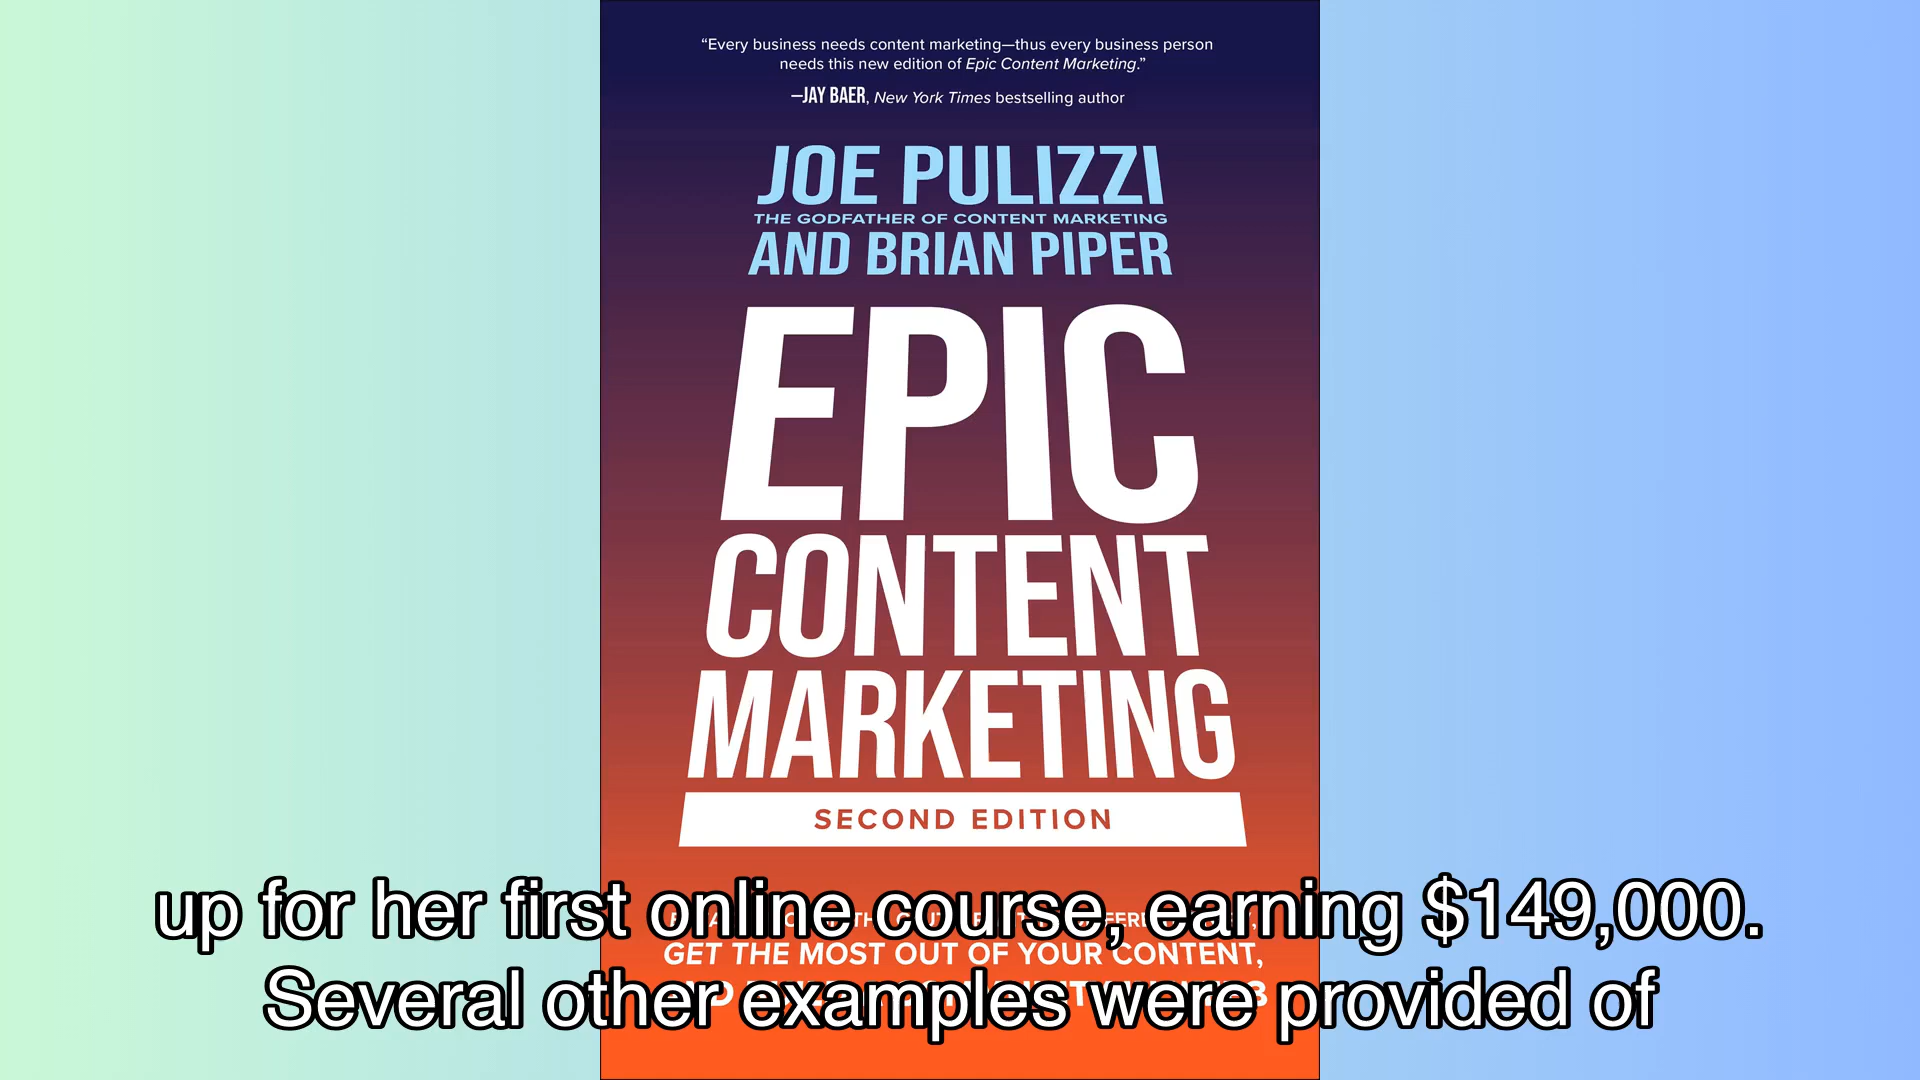 “Every business needs content marketing—thus every business person
needs this new edition of Epic Content Marketing.”
—JAY BAER, New York Times bestselling author
JOE PULIZZI
THE GODFATHER OF CONTENT MARKETING
AND BRIAN PIPER
EPIC
CONTENT
MARKETING
SECOND EDITION
up for her first online course, earning $149,000.
GET THE MOST OUT OF YOUR CONTENT,
Several other examples were provided of